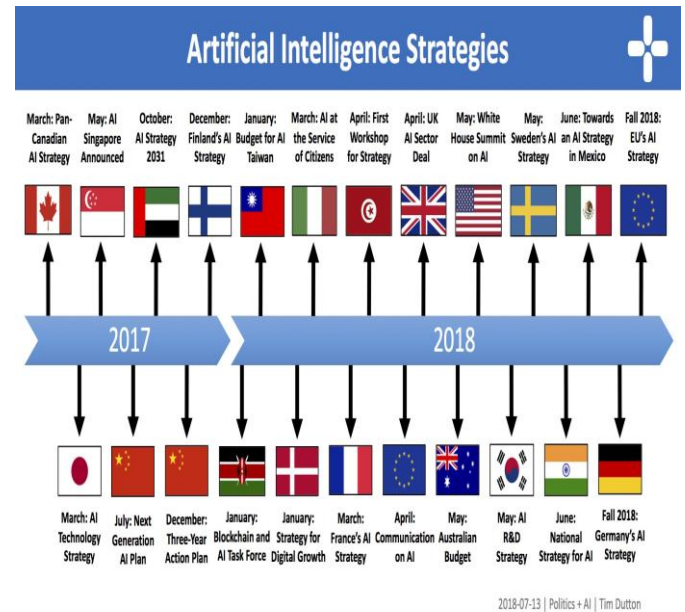 Artificial Intelligence Strategies
March: Pan-
Canadian
AI Strategy
May: AI
Singapore
Announced
October:
AI Strategy
2031
December:
Finland's AI
Strategy
January:
Budget for AI
Taiwan
March: AI at
the Service
of Citizens
April: First
Workshop
for Strategy
April: UK
AI Sector
Deal
May: White
House Summit
on AI
May:
Sweden's AI
Strategy
June: Towards
an AI Strategy
in Mexico
Fall 2018:
EU's AI
Strategy
2017
2018
March: AI
Technology
Strategy
July: Next
Generation
AI Plan
December:
Three-Year
Action Plan
January:
Blockchain and
AI Task Force
January:
Strategy for
Digital Growth
March:
France's AI
Strategy
April:
Communication
on AI
May:
Australian
Budget
May: AI
R&D
Strategy
June:
National
Strategy for AI
Fall 2018:
Germany's AI
Strategy
2018-07-13 | Politics + AI | Tim Dutton